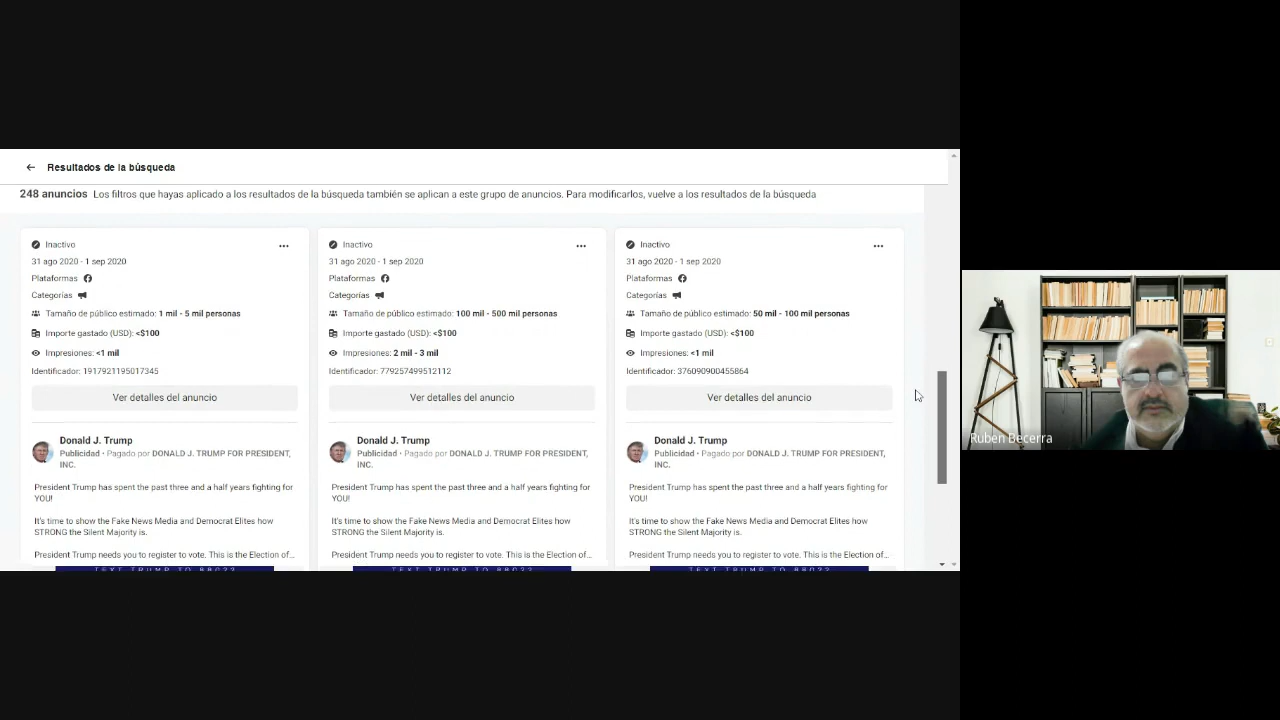 Resultados de la búsqueda
248 anuncios Los filtros que hayas aplicado a los resultados de la búsqueda también se aplican a este grupo de anuncios. Para modificarlos, vuelve a los resultados de la búsqueda
Inactivo
31 ago 2020 - 1 sep 2020
Plataformas
Categorías
Tamaño de público estimado: 1 mil - 5 mil personas
Importe gastado (USD): <$100
Impresiones: <1 mil
Identificador: 1917921195017345
Ver detalles del anuncio
Donald J. Trump
Publicidad • Pagado por DONALD J. TRUMP FOR PRESIDENT,
INC.
President Trump has spent the past three and a half years fighting for
YOU!
It's time to show the Fake News Media and Democrat Elites how
STRONG the Silent Majority is.
President Trump needs you to register to vote. This is the Election of...
TEXT TRUMP TO 88022
Inactivo
31 ago 2020 - 1 sep 2020
Plataformas
Categorías
Tamaño de público estimado: 100 mil - 500 mil personas
Importe gastado (USD): <$100
Impresiones: 2 mil - 3 mil
Identificador: 779257499512112
Ver detalles del anuncio
Donald J. Trump
Publicidad • Pagado por DONALD J. TRUMP FOR PRESIDENT,
INC.
President Trump has spent the past three and a half years fighting for
YOU!
It's time to show the Fake News Media and Democrat Elites how
STRONG the Silent Majority is.
President Trump needs you to register to vote. This is the Election of...
TEXT TRUMP TO 88022
Inactivo
31 ago 2020 - 1 sep 2020
Plataformas
Categorías
Tamaño de público estimado: 50 mil - 100 mil personas
Importe gastado (USD): <$100
Impresiones: <1 mil
Identificador: 376090900455864
Ver detalles del anuncio
Donald J. Trump
Publicidad • Pagado por DONALD J. TRUMP FOR PRESIDENT,
INC.
President Trump has spent the past three and a half years fighting for
YOU!
It's time to show the Fake News Media and Democrat Elites how
STRONG the Silent Majority is.
President Trump needs you to register to vote. This is the Election of...
TEXT TRUMP TO 88022
Ruben Becerra